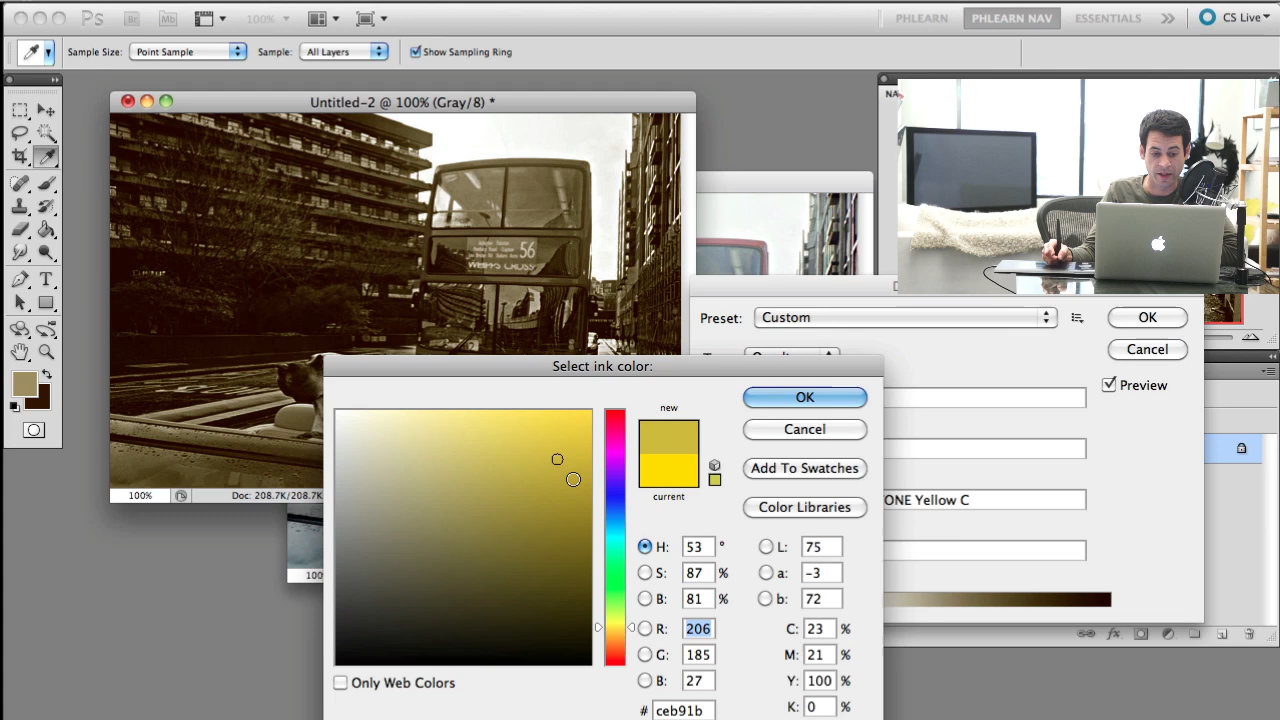 Ps Br Mb 100% PHLEARN PHLEARN NAV ESSENTIALS CS Live
Sample Size: Point Sample Sample: All Layers Show Sampling Ring
Untitled-2 @ 100% (Gray/8) *
NA
56
Preset: Custom OK
Cancel
Preview
Select ink color:
new
OK
Cancel
Add To Swatches
current
Color Libraries
ONE Yellow C
100% Doc: 208.7K/208.7K
H: 53 ° L: 75
S: 87 % a: -3
100
B: 81 % b: 72
R: 206 C: 23 %
G: 185 M: 21 %
B: 27 Y: 100 %
# ceb91b K: 0 %
Only Web Colors
fx